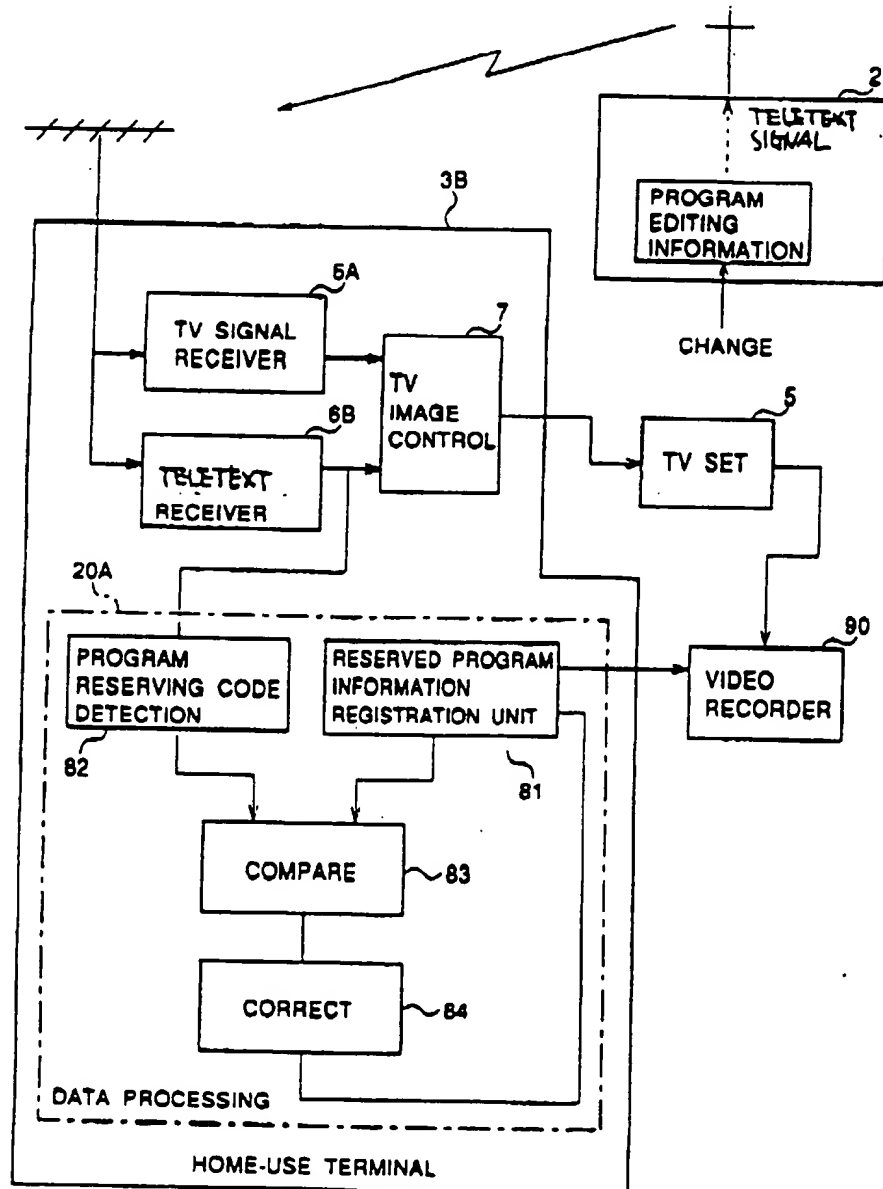 2
TELETEXT
SIGNAL
PROGRAM
EDITING
INFORMATION
CHANGE
3B
6A
TV SIGNAL
RECEIVER
7
TV
IMAGE
CONTROL
6B
TELETEXT
RECEIVER
5
TV SET
20A
PROGRAM
RESERVING CODE
DETECTION
82
RESERVED PROGRAM
INFORMATION
REGISTRATION UNIT
81
90
VIDEO
RECORDER
COMPARE
83
CORRECT
84
DATA PROCESSING
HOME-USE TERMINAL